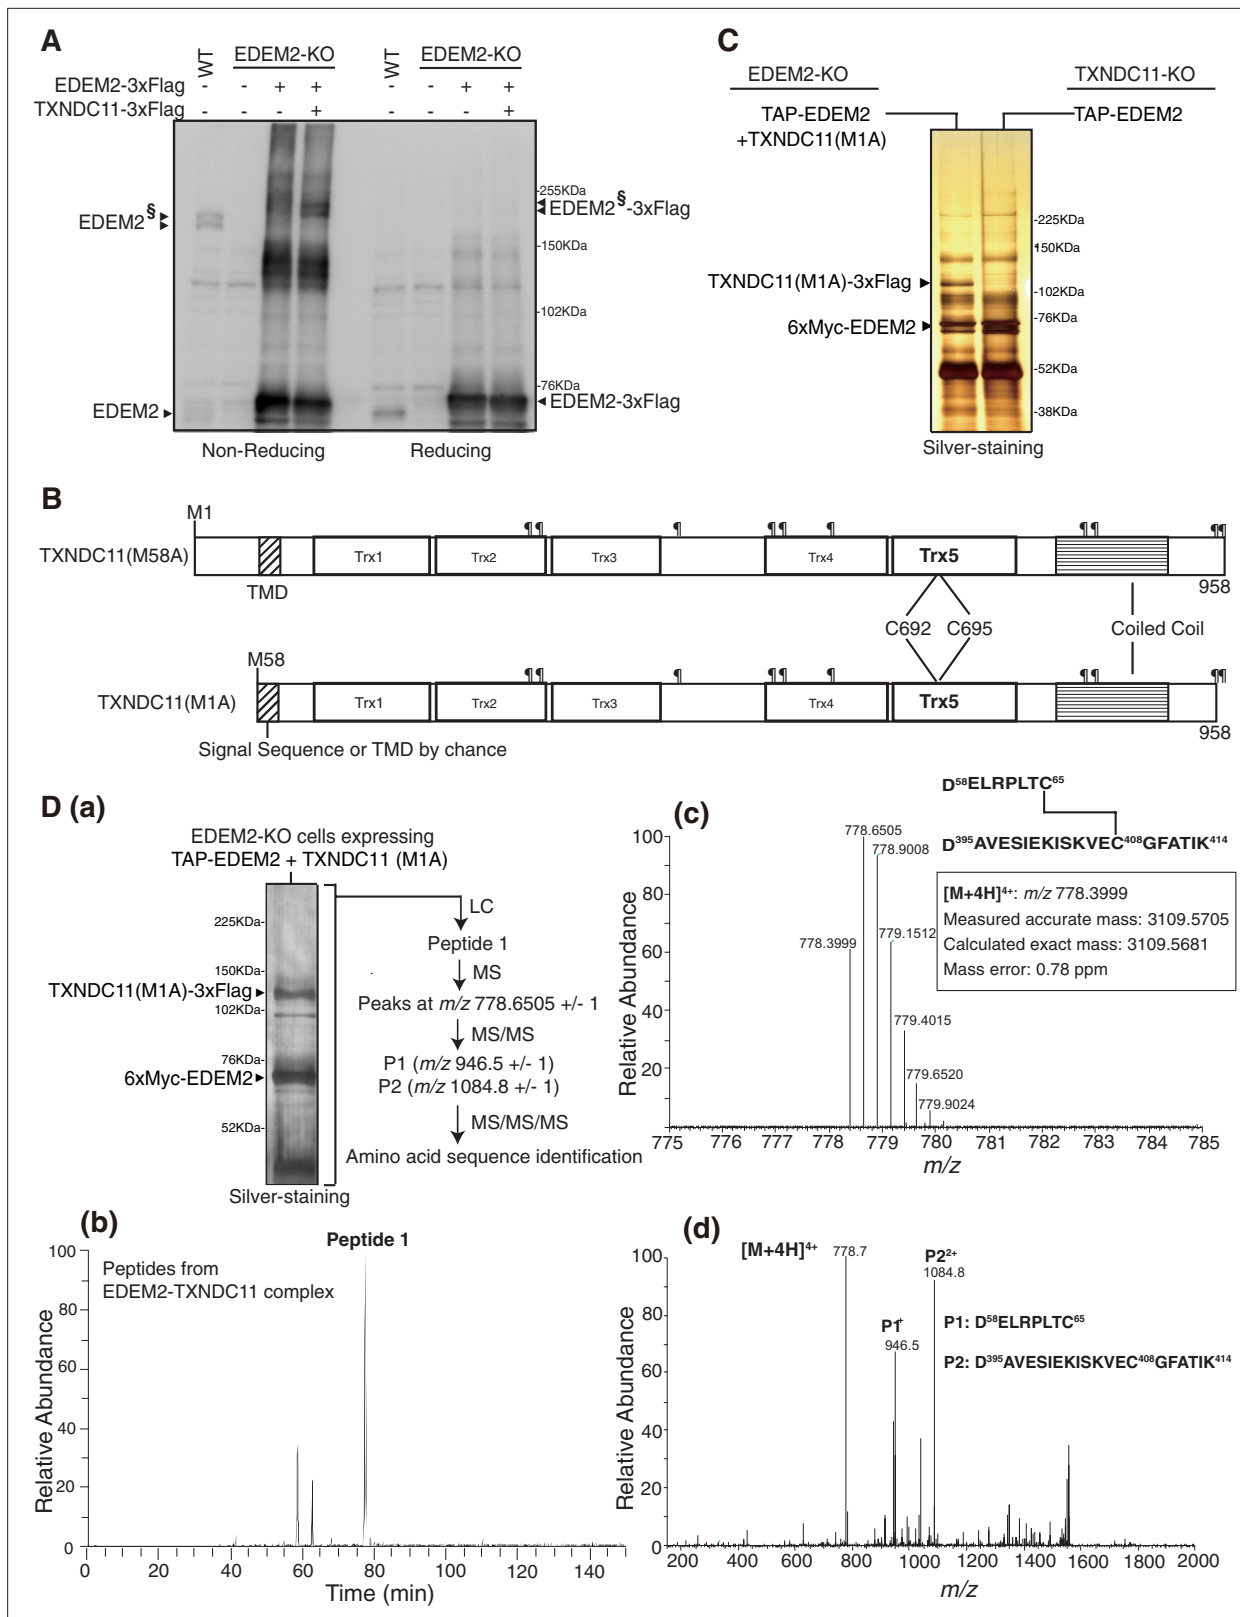 A
WT
EDEM2-KO
WT
EDEM2-KO
EDEM2-3xFlag - - + + - - + +
TXNDC11-3xFlag - - - + - - - +
EDEM2§
EDEM2
-255KDa
EDEM2§-3xFlag
-150KDa
-102KDa
-76KDa
EDEM2-3xFlag
Non-Reducing
Reducing
C
EDEM2-KO
TXNDC11-KO
TAP-EDEM2
+TXNDC11(M1A)
TAP-EDEM2
TXNDC11(M1A)-3xFlag
6xMyc-EDEM2
-225KDa
-150KDa
-102KDa
-76KDa
-52KDa
-38KDa
Silver-staining
B
M1
¶¶ ¶ ¶¶ ¶ ¶¶ ¶¶
TXNDC11(M58A)
Trx1 Trx2 Trx3 Trx4 Trx5
TMD
958
C692 C695
Coiled Coil
M58
¶¶ ¶ ¶¶ ¶ ¶¶ ¶¶
TXNDC11(M1A)
Trx1 Trx2 Trx3 Trx4 Trx5
958
Signal Sequence or TMD by chance
D (a)
EDEM2-KO cells expressing
TAP-EDEM2 + TXNDC11 (M1A)
225KDa-
150KDa-
TXNDC11(M1A)-3xFlag
102KDa-
76KDa-
6xMyc-EDEM2
52KDa-
Silver-staining
LC
Peptide 1
MS
Peaks at m/z 778.6505 +/- 1
MS/MS
P1 (m/z 946.5 +/- 1)
P2 (m/z 1084.8 +/- 1)
MS/MS/MS
Amino acid sequence identification
(c)
D⁵⁸ELRPLTC⁶⁵
D³⁹⁵AVESIEKISKVEC⁴⁰⁸GFATIK⁴¹⁴
[M+4H]⁴⁺: m/z 778.3999
Measured accurate mass: 3109.5705
Calculated exact mass: 3109.5681
Mass error: 0.78 ppm
778.6505
778.9008
779.1512
778.3999
779.4015
779.6520
779.9024
Relative Abundance
100
80
60
40
20
0
775 776 777 778 779 780 781 782 783 784 785
m/z
(b)
Peptide 1
Peptides from
EDEM2-TXNDC11 complex
Relative Abundance
100
80
60
40
20
0
0 20 40 60 80 100 120 140
Time (min)
(d)
[M+4H]⁴⁺
778.7
P2²⁺
1084.8
P1⁺
946.5
P1: D⁵⁸ELRPLTC⁶⁵
P2: D³⁹⁵AVESIEKISKVEC⁴⁰⁸GFATIK⁴¹⁴
Relative Abundance
100
80
60
40
20
0
200 400 600 800 1000 1200 1400 1600 1800 2000
m/z